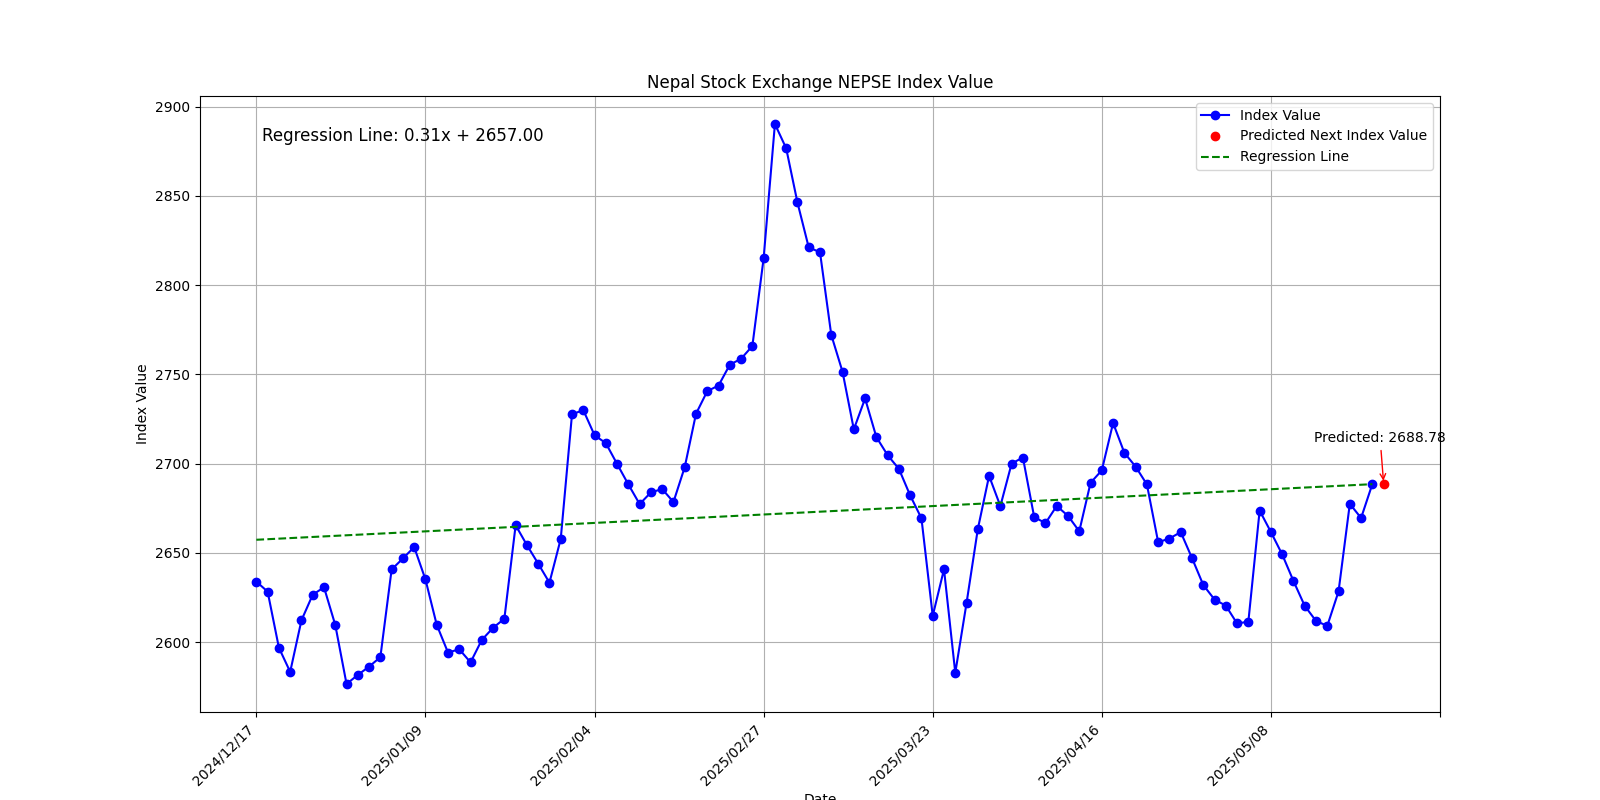 Nepal Stock Exchange NEPSE Index Value
Regression Line: 0.31x + 2657.00
Index Value
Predicted Next Index Value
Regression Line
2900
2850
2800
2750
2700
2650
2600
Index Value
Predicted: 2688.78
2024/12/17
2025/01/09
2025/02/04
2025/02/27
2025/03/23
2025/04/16
2025/05/08
Date